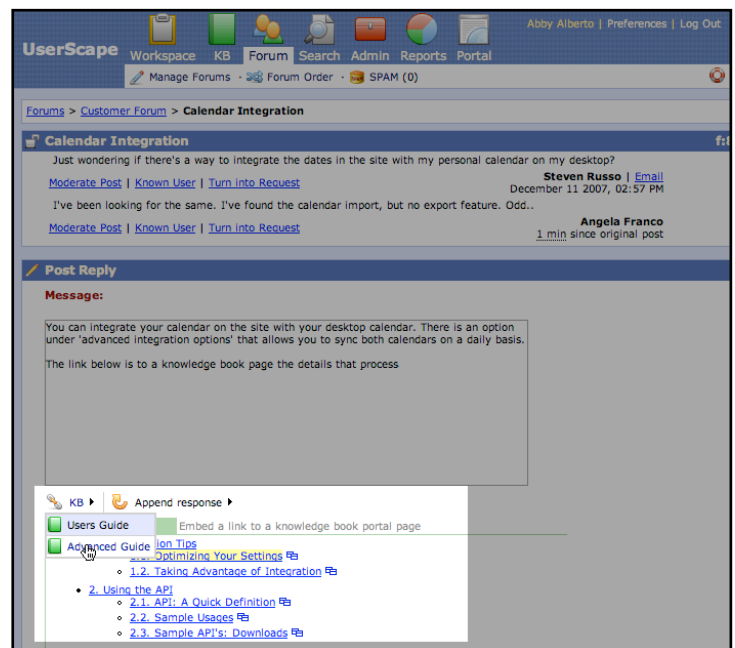 Abby Alberto | Preferences | Log Out
UserScape
Workspace KB Forum Search Admin Reports Portal
Manage Forums · Forum Order · SPAM (0)
Forums > Customer Forum > Calendar Integration
Calendar Integration
Just wondering if there's a way to integrate the dates in the site with my personal calendar on my desktop?
Moderate Post | Known User | Turn into Request
Steven Russo | Email
December 11 2007, 02:57 PM
I've been looking for the same. I've found the calendar import, but no export feature. Odd..
Moderate Post | Known User | Turn into Request
Angela Franco
1 min since original post
Post Reply
Message:
You can integrate your calendar on the site with your desktop calendar. There is an option
under 'advanced integration options' that allows you to sync both calendars on a daily basis.
The link below is to a knowledge book page the details that process
KB Append response
Users Guide
Embed a link to a knowledge book portal page
Advanced Guide
Tips
Optimizing Your Settings
1.2. Taking Advantage of Integration
2. Using the API
2.1. API: A Quick Definition
2.2. Sample Usages
2.3. Sample API's: Downloads